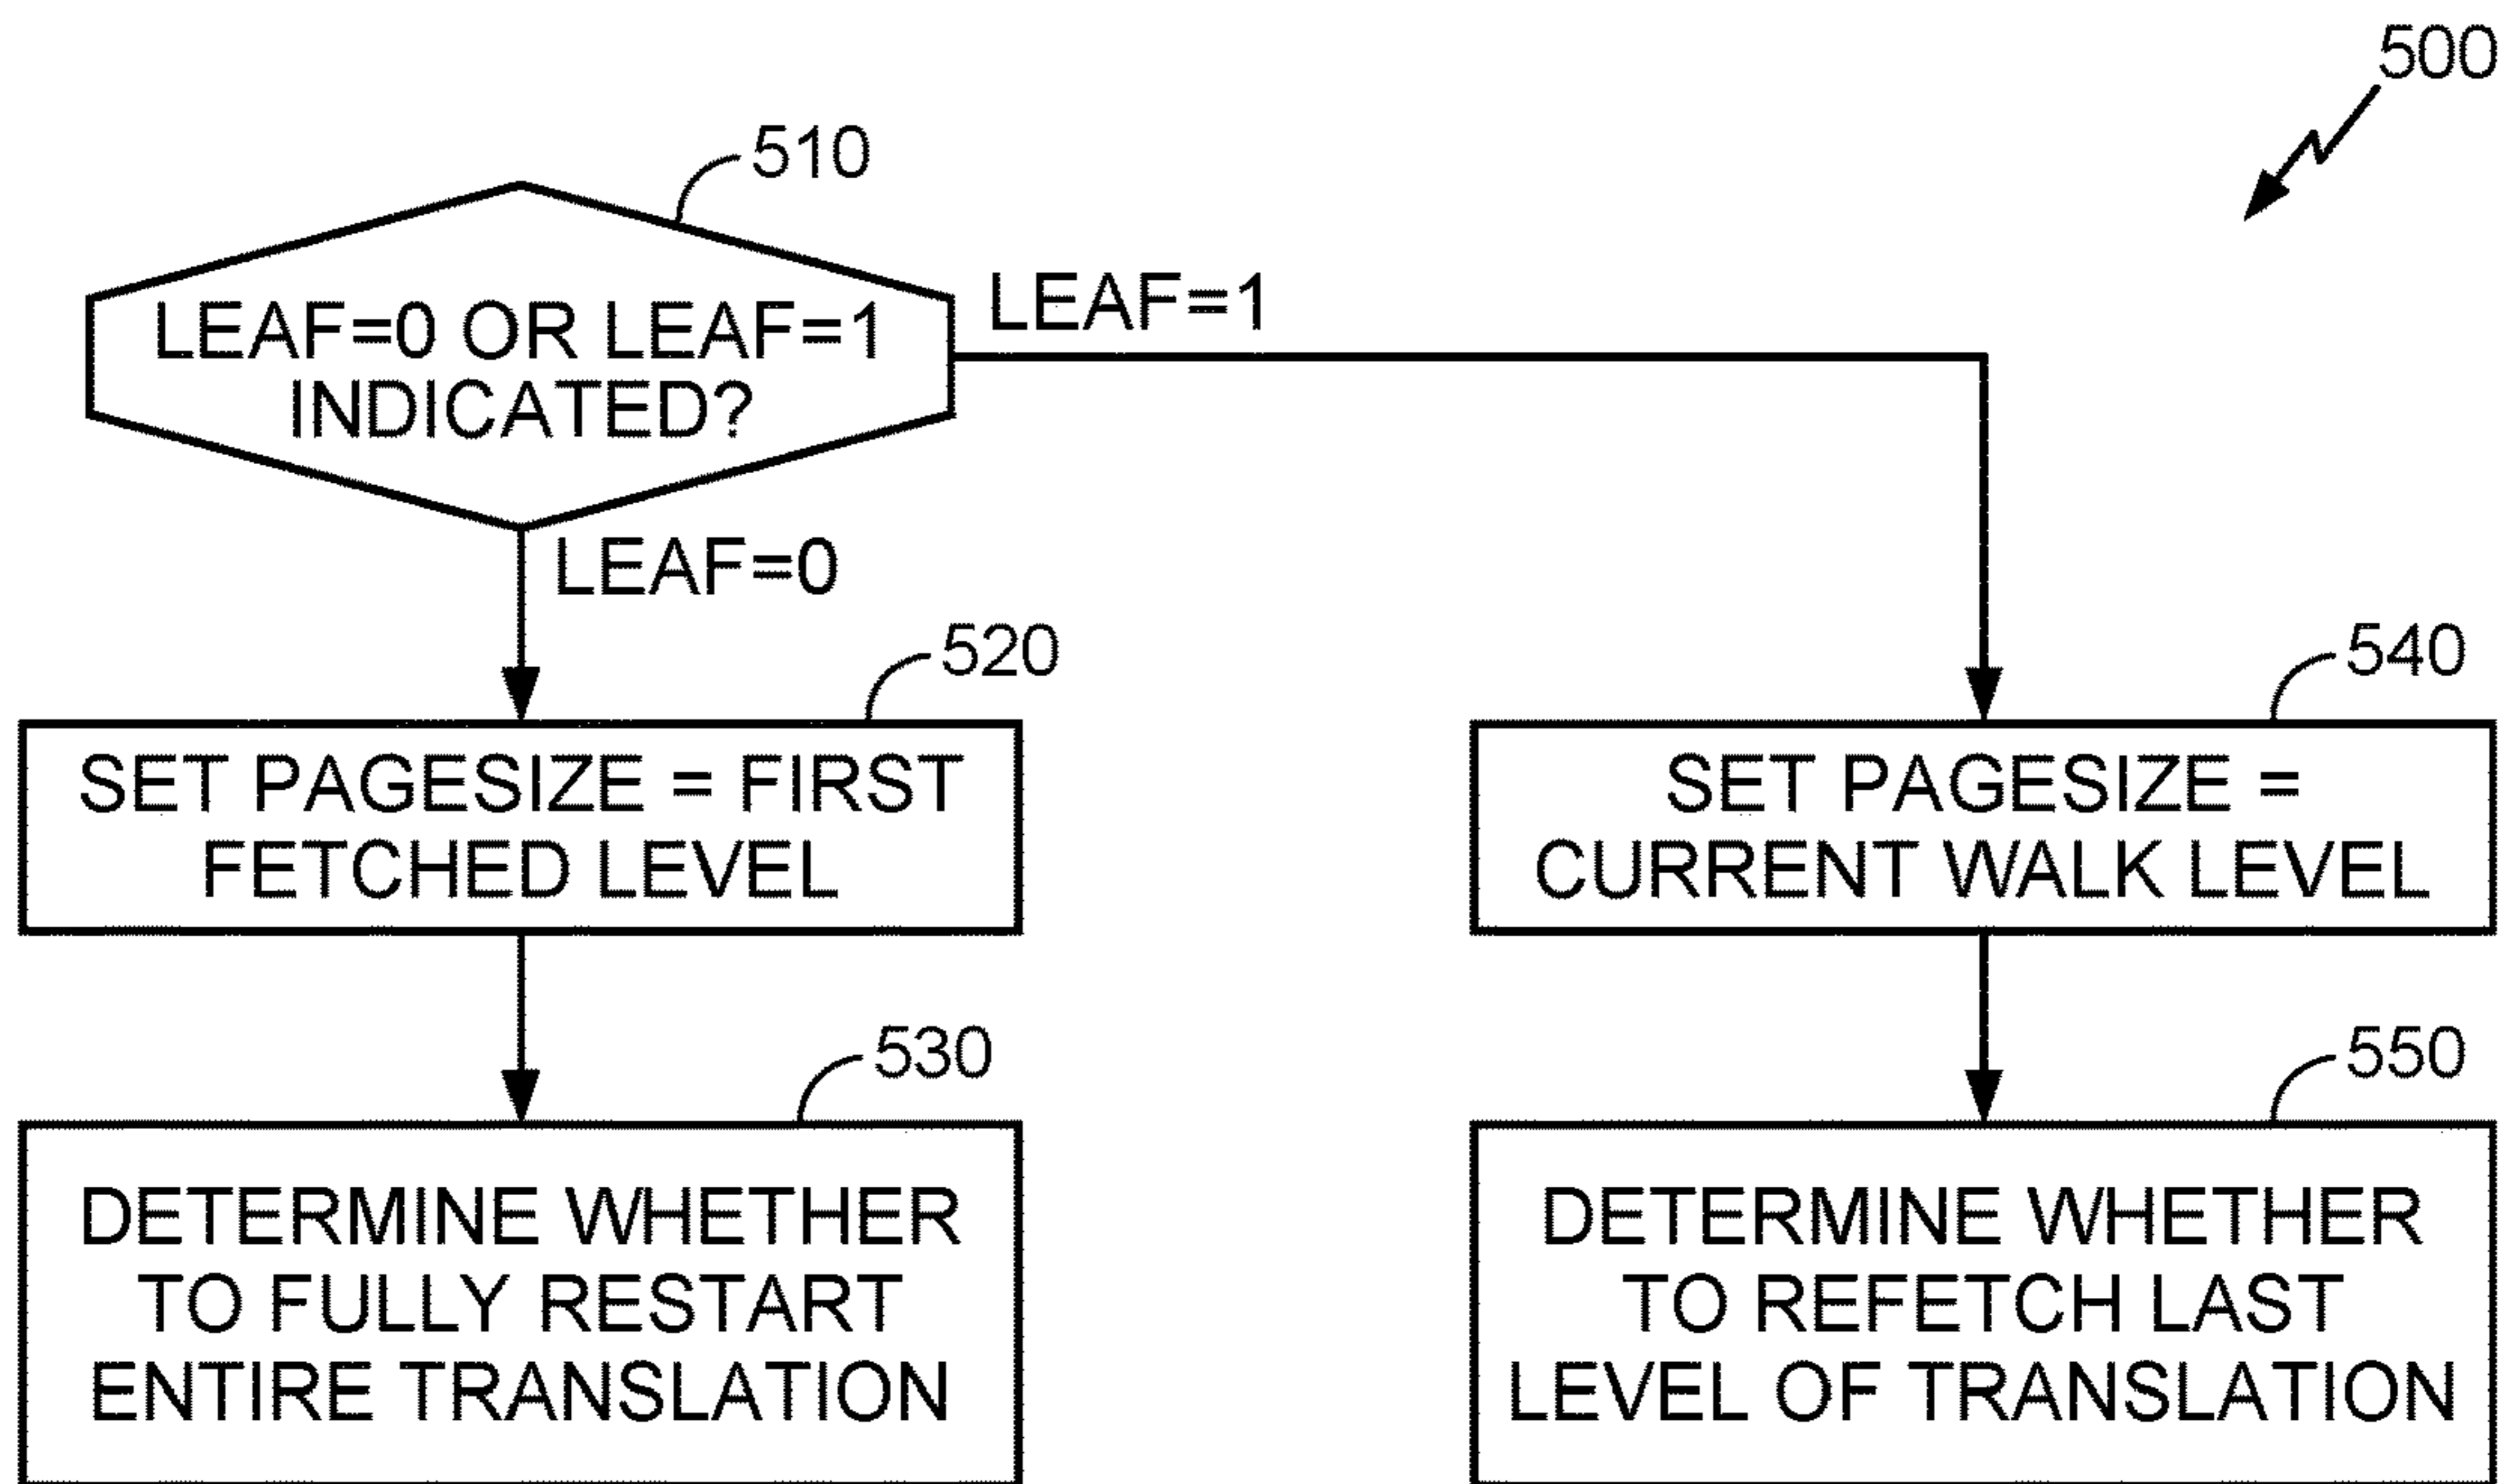 500
510
LEAF=0 OR LEAF=1
INDICATED?
LEAF=1
LEAF=0
520
SET PAGESIZE = FIRST
FETCHED LEVEL
530
DETERMINE WHETHER
TO FULLY RESTART
ENTIRE TRANSLATION
540
SET PAGESIZE =
CURRENT WALK LEVEL
550
DETERMINE WHETHER
TO REFETCH LAST
LEVEL OF TRANSLATION